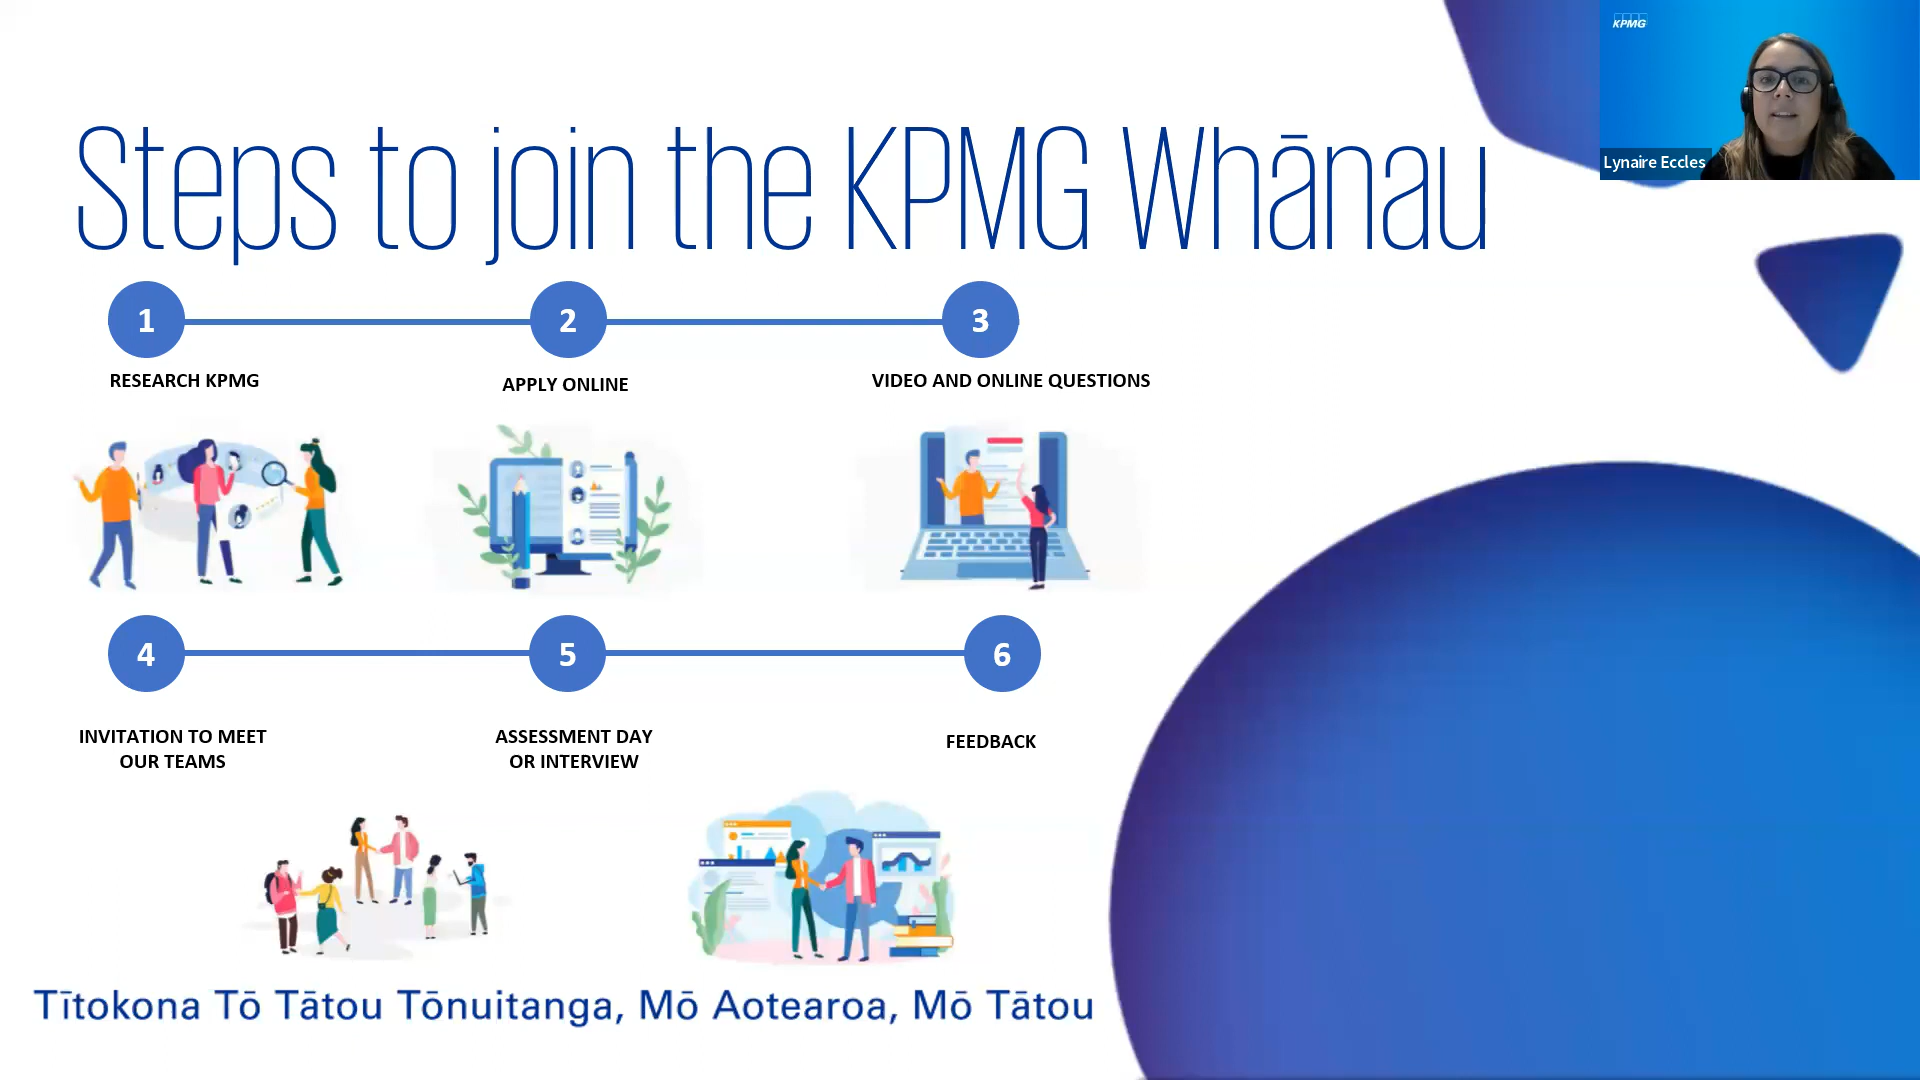 KPMG
Lynaire Eccles
Steps to join the KPMG Whānau
1
2
3
RESEARCH KPMG
APPLY ONLINE
VIDEO AND ONLINE QUESTIONS
4
5
6
INVITATION TO MEET
OUR TEAMS
ASSESSMENT DAY
OR INTERVIEW
FEEDBACK
Tītokona Tō Tātou Tōnuitanga, Mō Aotearoa, Mō Tātou